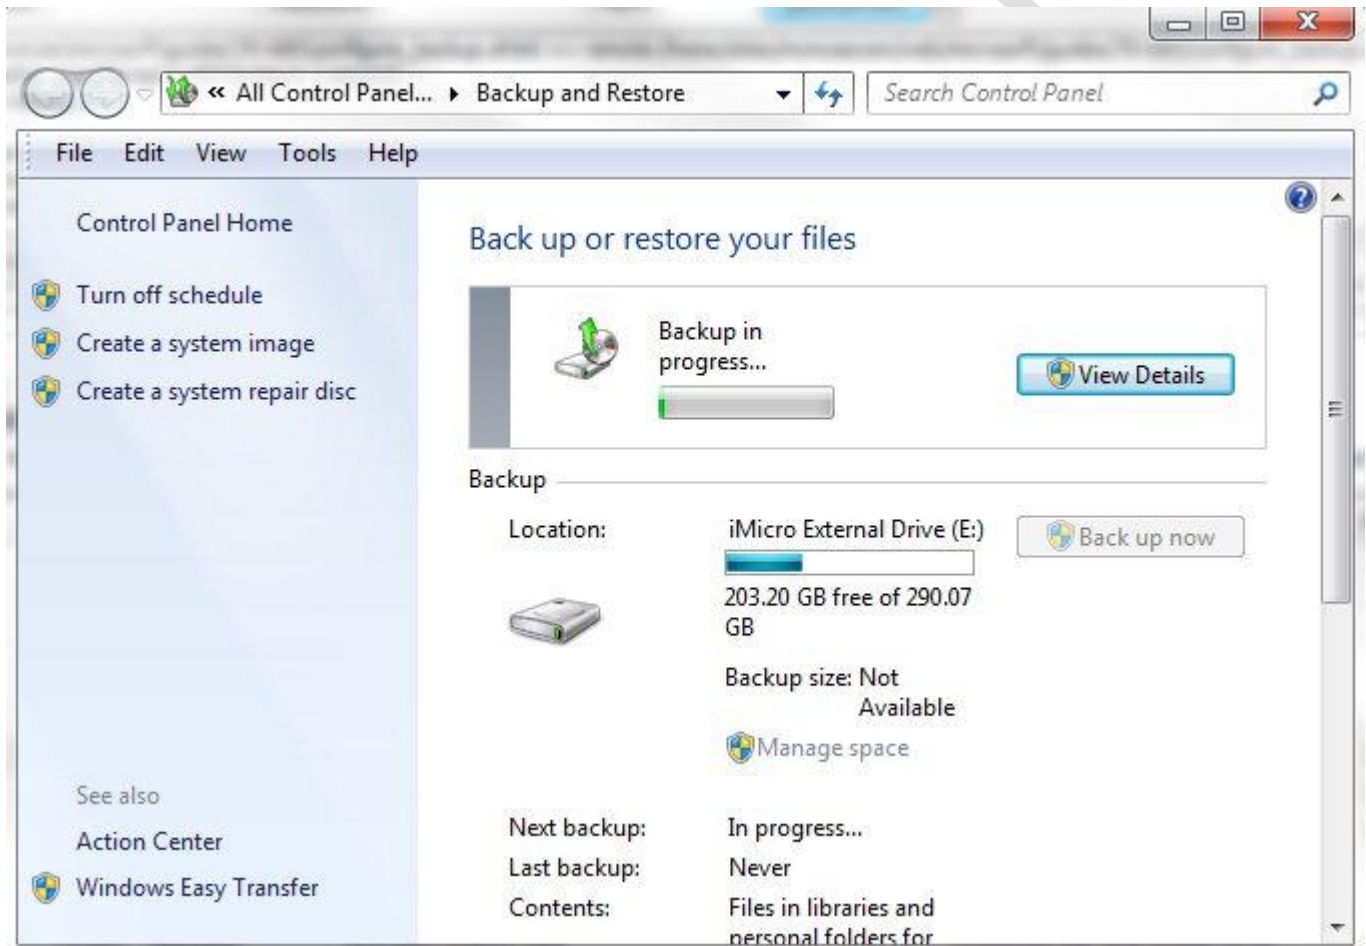 « All Control Panel... ▸ Backup and Restore
Search Control Panel
File Edit View Tools Help
Control Panel Home
Turn off schedule
Create a system image
Create a system repair disc
See also
Action Center
Windows Easy Transfer
Back up or restore your files
Backup in
progress...
View Details
Backup
Location:
iMicro External Drive (E:)
Back up now
203.20 GB free of 290.07
GB
Backup size: Not
Available
Manage space
Next backup: In progress...
Last backup: Never
Contents: Files in libraries and
personal folders for